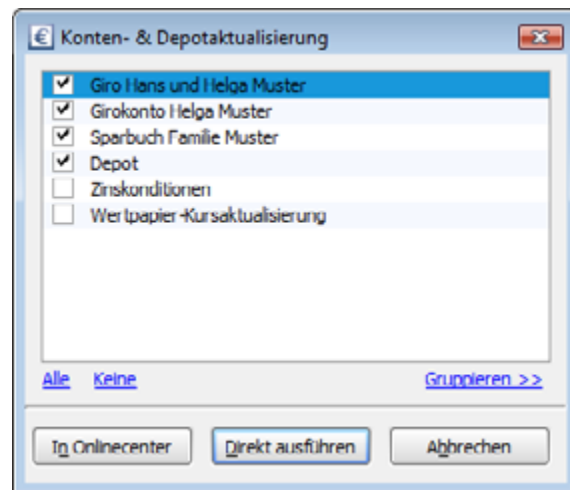 € Konten- & Depotaktualisierung
Giro Hans und Helga Muster
Girokonto Helga Muster
Sparbuch Familie Muster
Depot
Zinskonditionen
Wertpapier-Kursaktualisierung
Alle Keine Gruppieren >>
In Onlinecenter Direkt ausführen Abbrechen